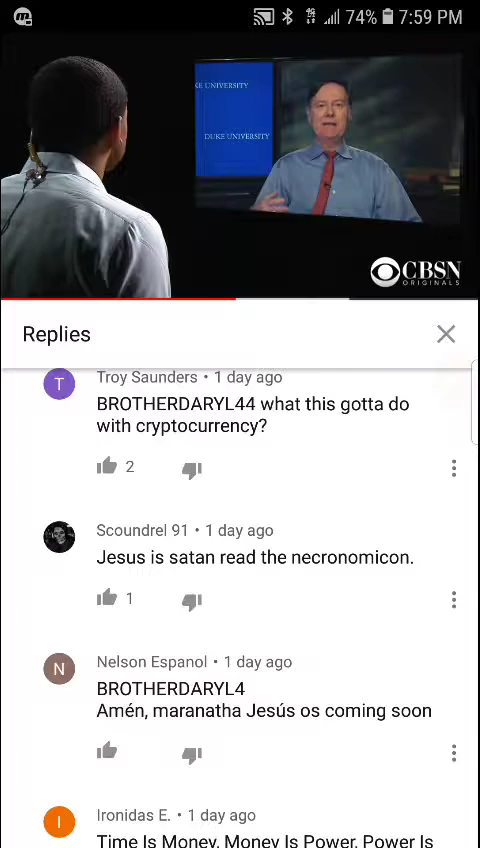 74% 7:59 PM
KE UNIVERSITY
DUKE UNIVERSITY
CBSN
ORIGINALS
Replies
T
Troy Saunders • 1 day ago
BROTHERDARYL44 what this gotta do
with cryptocurrency?
2
Scoundrel 91 • 1 day ago
Jesus is satan read the necronomicon.
1
N
Nelson Espanol • 1 day ago
BROTHERDARYL4
Amén, maranatha Jesús os coming soon
I
Ironidas E. • 1 day ago
Time Is Money, Money Is Power, Power Is